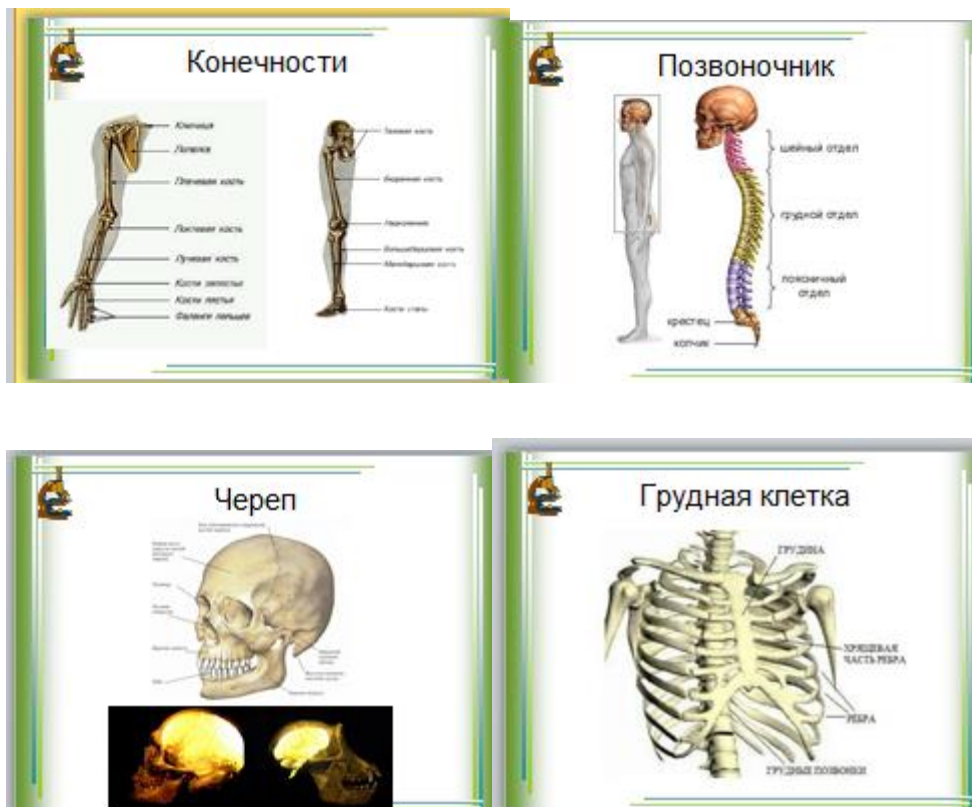 Конечности
Ключица
Лопатка
Плечевая кость
Локтевая кость
Лучевая кость
Кости запястья
Кости пястья
Фаланги пальцев
Тазовая кость
Бедренная кость
Надколенник
Большеберцовая кость
Малоберцовая кость
Кости стопы
Позвоночник
шейный отдел
грудной отдел
поясничный
отдел
крестец
копчик
Череп
Грудная клетка
ГРУДИНА
ХРЯЩЕВАЯ
ЧАСТЬ РЕБРА
РЕБРА
ГРУДНЫЕ ПОЗВОНКИ